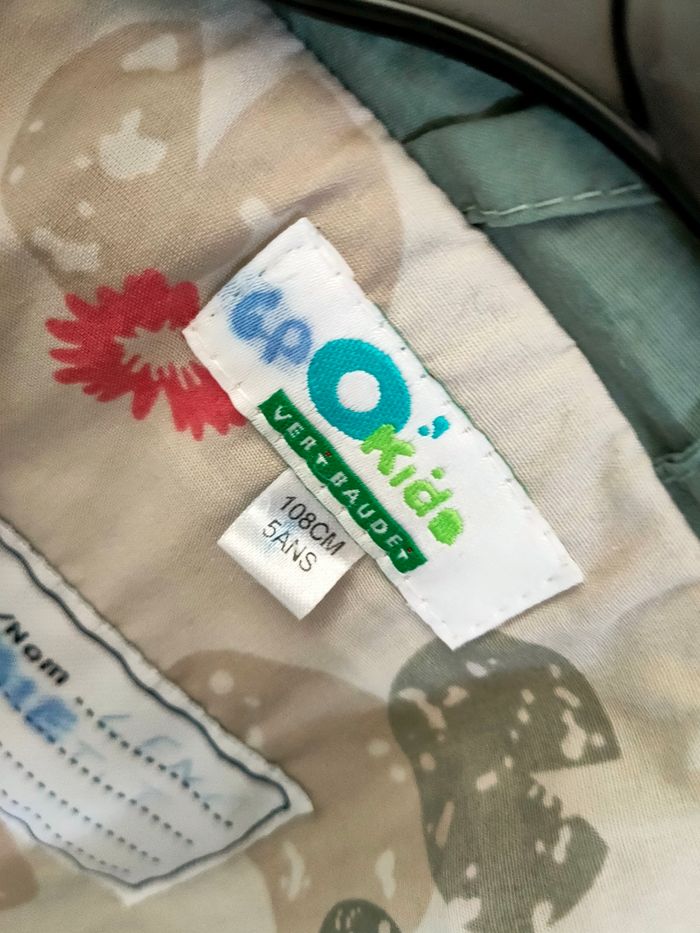 CP
O'
Kids
VERTBAUDET
108CM
5ANS
/Nom